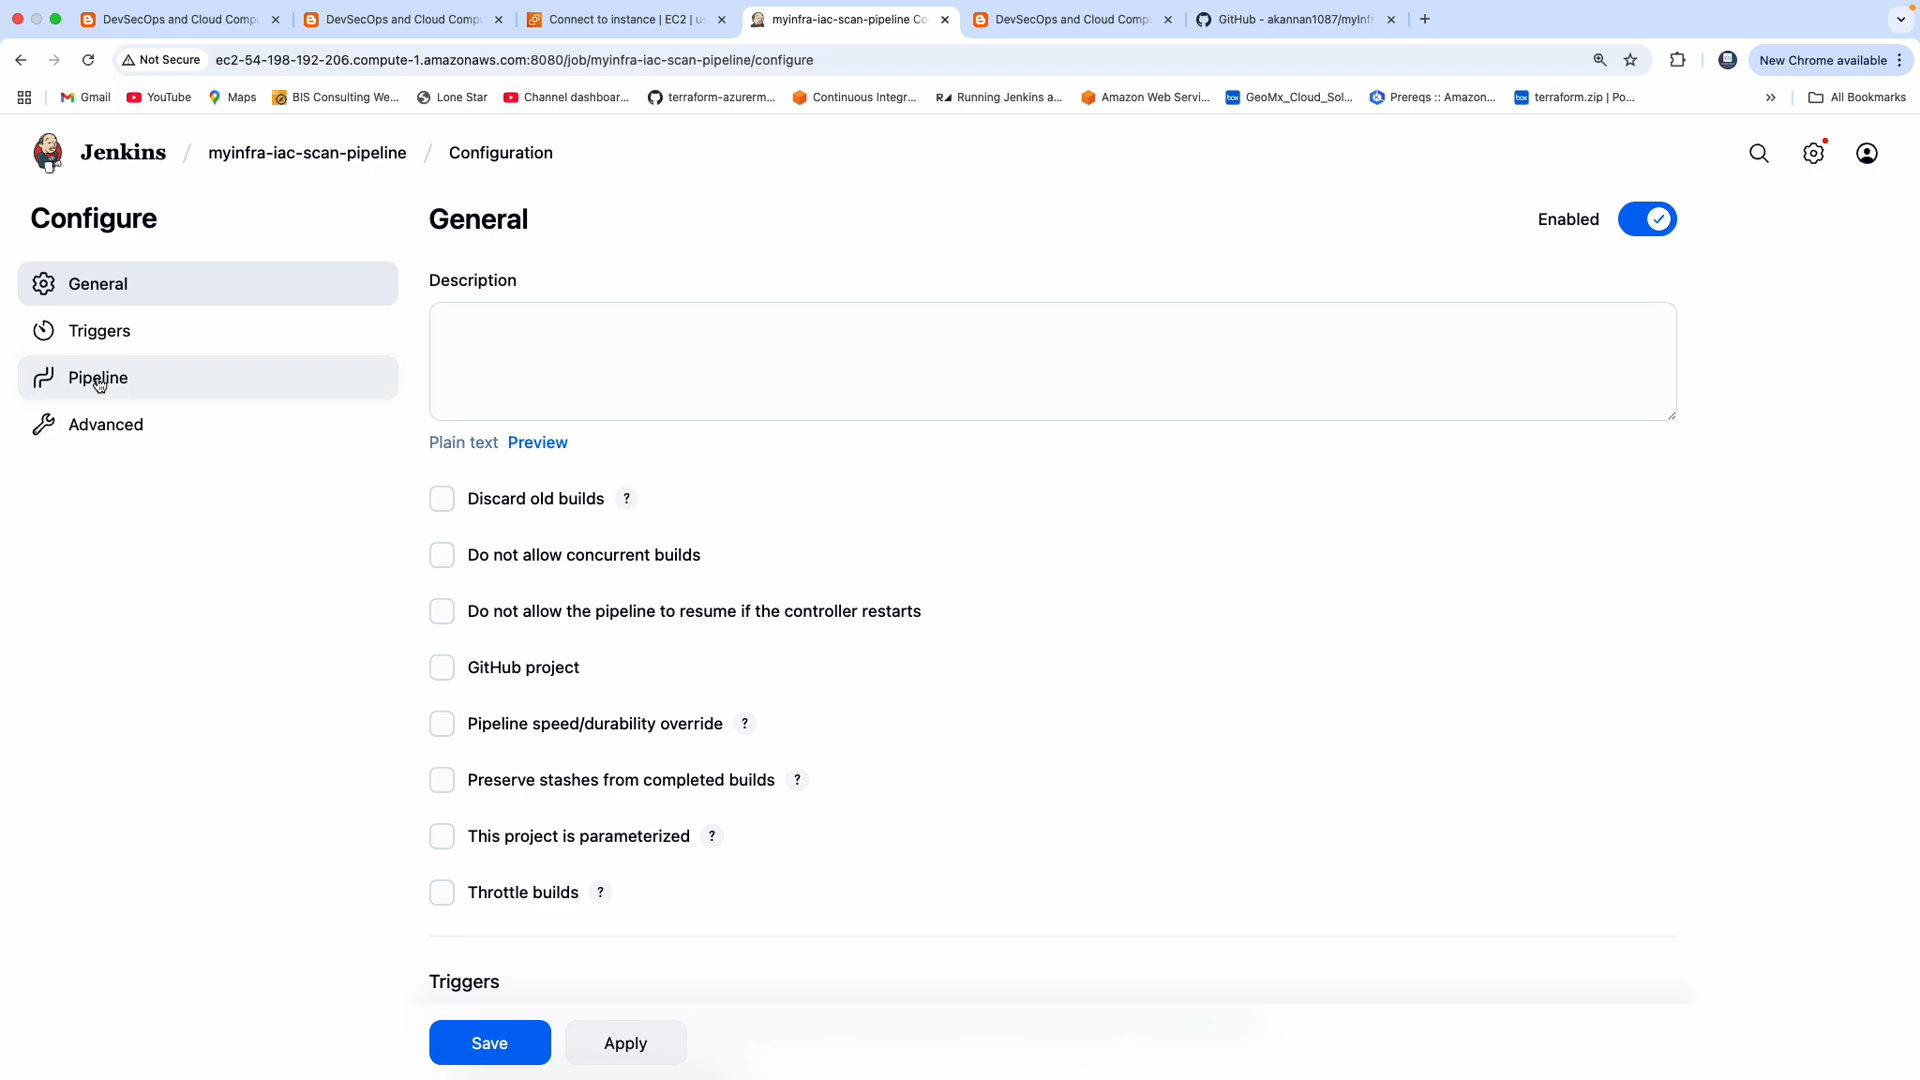 DevSecOps and Cloud Compu
DevSecOps and Cloud Compu
Connect to instance | EC2 | us
myinfra-iac-scan-pipeline Co
DevSecOps and Cloud Compu
GitHub - akannan1087/myInfr
Not Secure
ec2-54-198-192-206.compute-1.amazonaws.com:8080/job/myinfra-iac-scan-pipeline/configure
New Chrome available
Gmail
YouTube
Maps
BIS Consulting We...
Lone Star
Channel dashboar...
terraform-azurerm...
Continuous Integr...
Running Jenkins a...
Amazon Web Servi...
GeoMx_Cloud_Sol...
Prereqs :: Amazon...
terraform.zip | Po...
All Bookmarks
Jenkins / myinfra-iac-scan-pipeline / Configuration
Configure
General
Triggers
Pipeline
Advanced
General
Enabled
Description
Plain text Preview
Discard old builds ?
Do not allow concurrent builds
Do not allow the pipeline to resume if the controller restarts
GitHub project
Pipeline speed/durability override ?
Preserve stashes from completed builds ?
This project is parameterized ?
Throttle builds ?
Triggers
Save
Apply